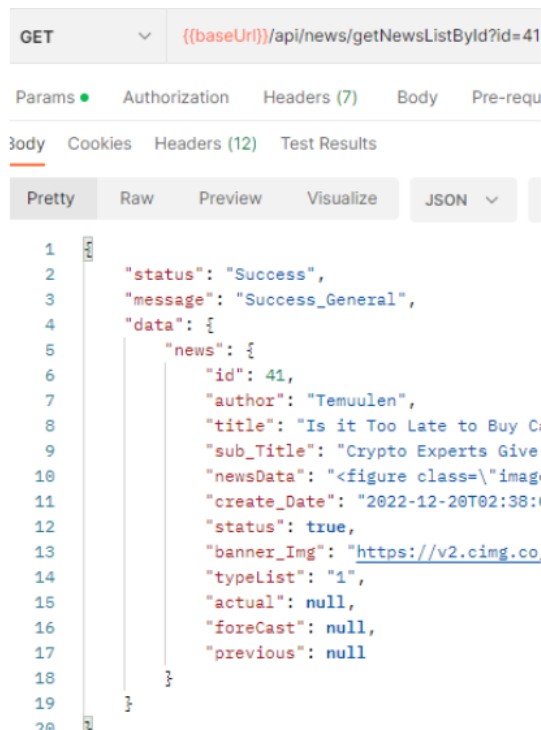 GET {{baseUrl}}/api/news/getNewsListById?id=41
Params Authorization Headers (7) Body Pre-requ
Body Cookies Headers (12) Test Results
Pretty Raw Preview Visualize JSON
1 {
2 "status": "Success",
3 "message": "Success_General",
4 "data": {
5 "news": {
6 "id": 41,
7 "author": "Temuulen",
8 "title": "Is it Too Late to Buy Ca
9 "sub_Title": "Crypto Experts Give
10 "newsData": "<figure class=\"image
11 "create_Date": "2022-12-20T02:38:
12 "status": true,
13 "banner_Img": "https://v2.cimg.co/
14 "typeList": "1",
15 "actual": null,
16 "foreCast": null,
17 "previous": null
18 }
19 }
20 }